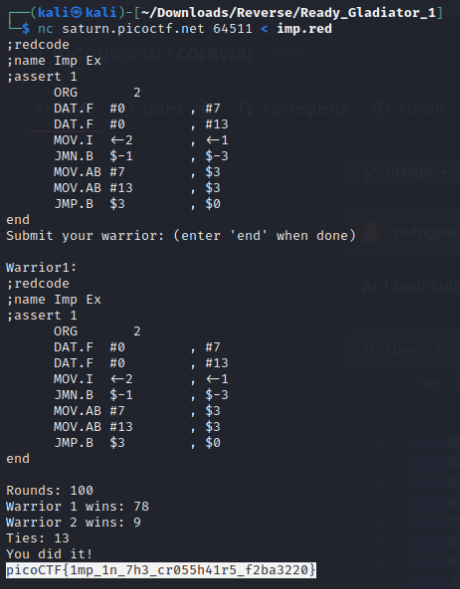 ┌──(kali㉿kali)-[~/Downloads/Reverse/Ready_Gladiator_1]
└─$ nc saturn.picoctf.net 64511 < imp.red
;redcode
;name Imp Ex
;assert 1
ORG 2
DAT.F #0 , #7
DAT.F #0 , #13
MOV.I <-2 , <-1
JMN.B $-1 , $-3
MOV.AB #7 , $3
MOV.AB #13 , $3
JMP.B $3 , $0
end
Submit your warrior: (enter 'end' when done)
Warrior1:
;redcode
;name Imp Ex
;assert 1
ORG 2
DAT.F #0 , #7
DAT.F #0 , #13
MOV.I <-2 , <-1
JMN.B $-1 , $-3
MOV.AB #7 , $3
MOV.AB #13 , $3
JMP.B $3 , $0
end
Rounds: 100
Warrior 1 wins: 78
Warrior 2 wins: 9
Ties: 13
You did it!
picoCTF{1mp_1n_7h3_cr055h41r5_f2ba3220}